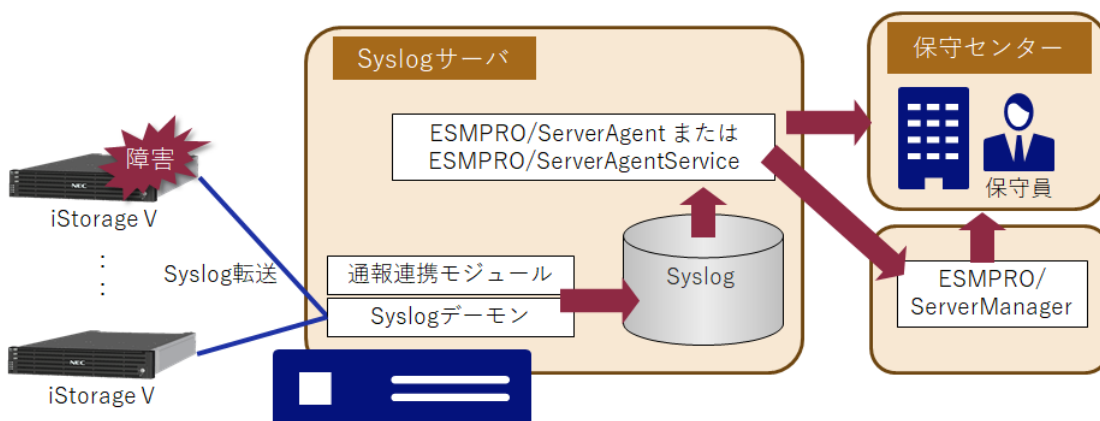 Syslogサーバ
保守センター
ESMPRO/ServerAgent または
ESMPRO/ServerAgentService
保守員
障害
NEC
iStorage V
:
:
Syslog転送
通報連携モジュール
Syslogデーモン
Syslog
ESMPRO/
ServerManager
NEC
iStorage V